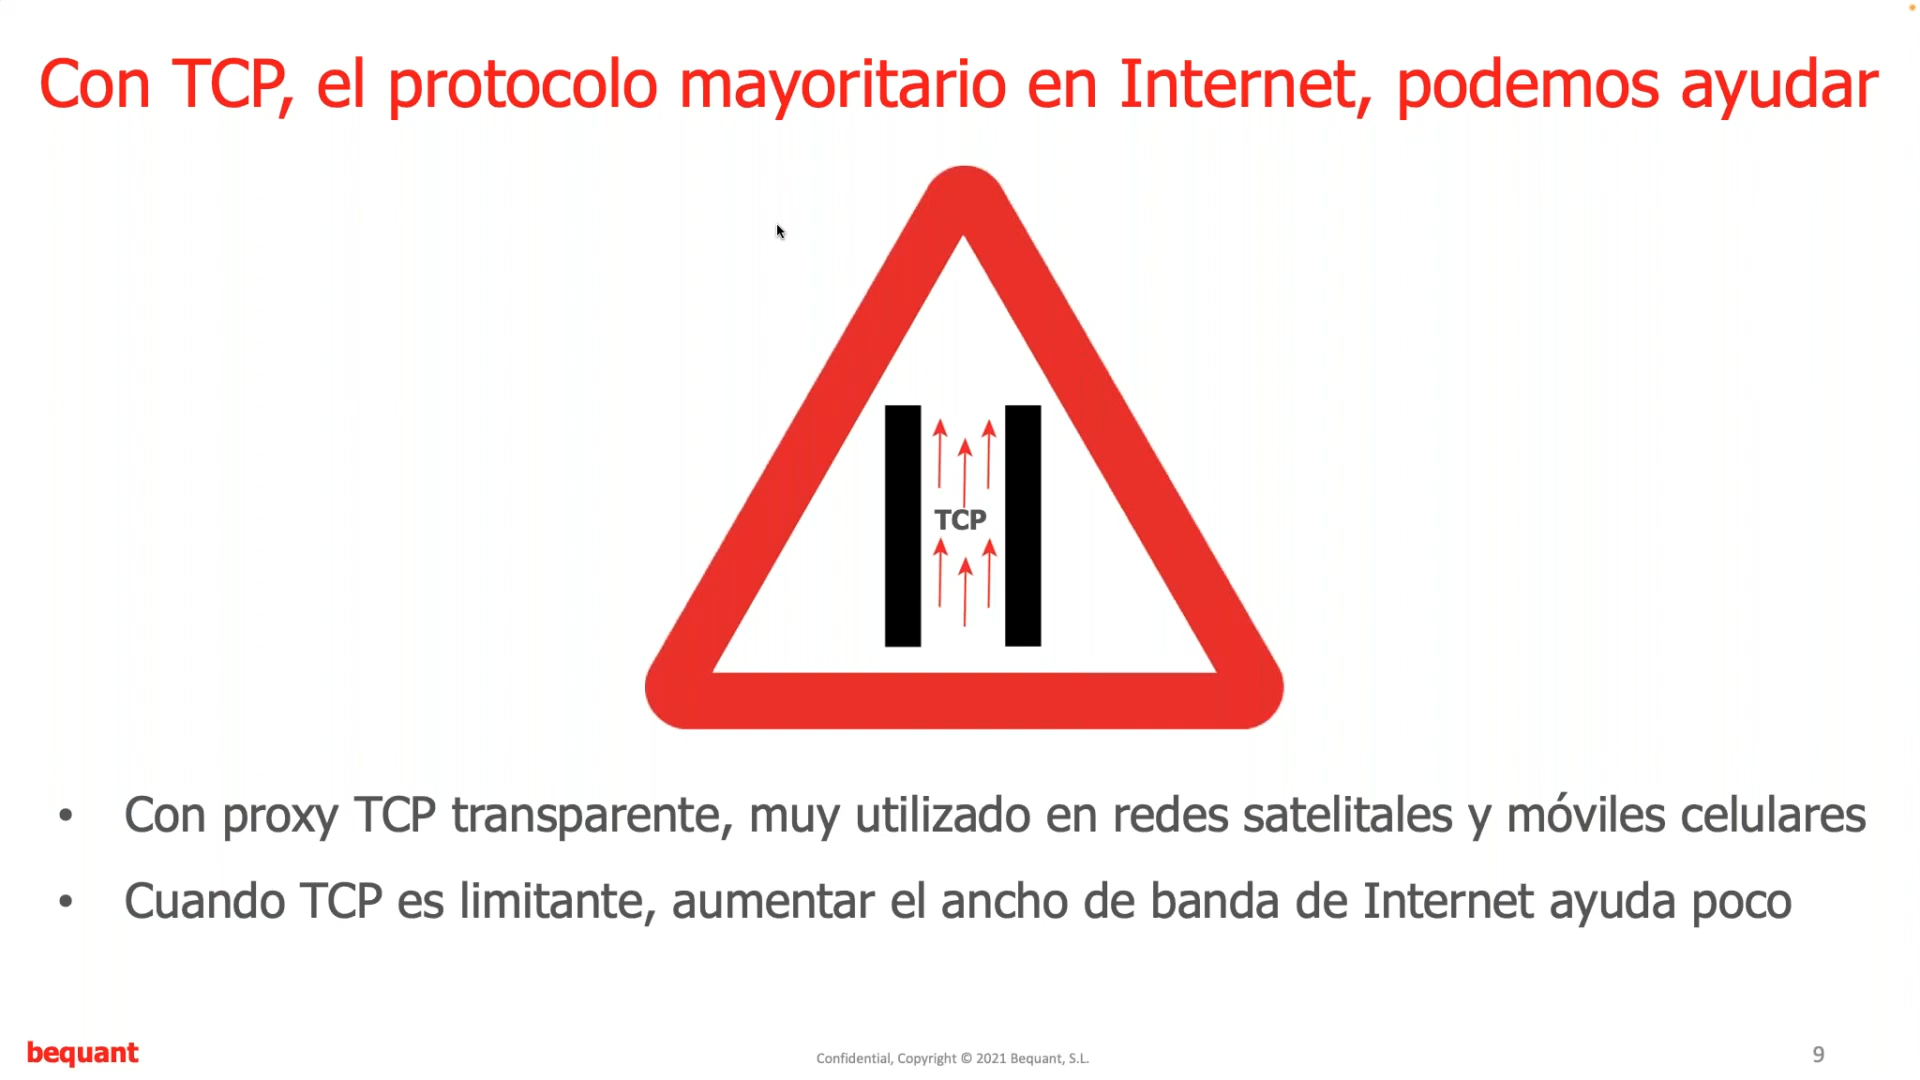 Con TCP, el protocolo mayoritario en Internet, podemos ayudar
TCP
• Con proxy TCP transparente, muy utilizado en redes satelitales y móviles celulares
• Cuando TCP es limitante, aumentar el ancho de banda de Internet ayuda poco
bequant
Confidential, Copyright © 2021 Bequant, S.L.
9